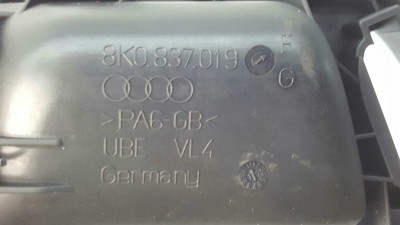 8K0.837.019 F
G
>PA6-GB<
UBE VL4
Germany